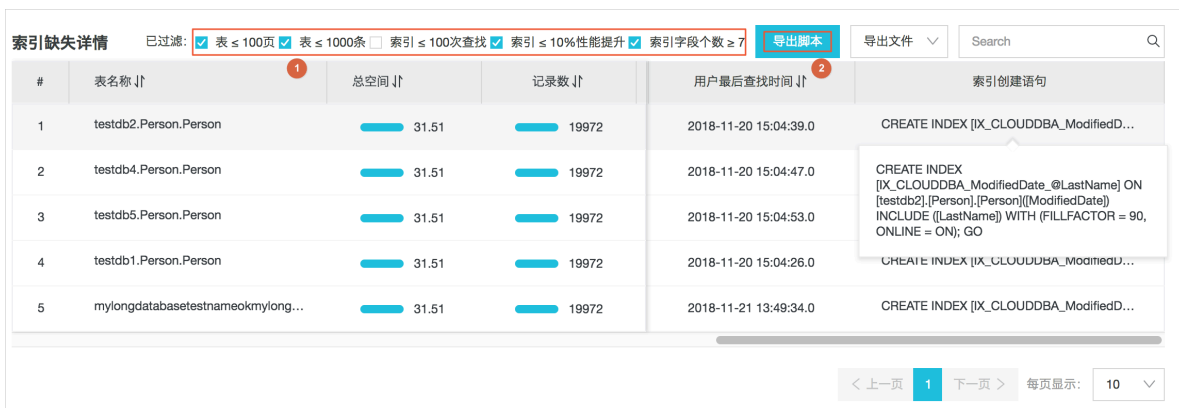 索引缺失详情 已过滤: 表 ≤ 100页 表 ≤ 1000条 索引 ≤ 100次查找 索引 ≤ 10%性能提升 索引字段个数 ≥ 7 导出脚本 导出文件 Search
1 2
# 表名称 总空间 记录数 用户最后查找时间 索引创建语句
1 testdb2.Person.Person 31.51 19972 2018-11-20 15:04:39.0 CREATE INDEX [IX_CLOUDDBA_ModifiedD...
2 testdb4.Person.Person 31.51 19972 2018-11-20 15:04:47.0
CREATE INDEX
[IX_CLOUDDBA_ModifiedDate_@LastName] ON
[testdb2].[Person].[Person]([ModifiedDate])
INCLUDE ([LastName]) WITH (FILLFACTOR = 90,
ONLINE = ON); GO
3 testdb5.Person.Person 31.51 19972 2018-11-20 15:04:53.0
4 testdb1.Person.Person 31.51 19972 2018-11-20 15:04:26.0 CREATE INDEX [IX_CLOUDDBA_ModifiedD...
5 mylongdatabasetestnameokmylong... 31.51 19972 2018-11-21 13:49:34.0 CREATE INDEX [IX_CLOUDDBA_ModifiedD...
< 上一页 1 下一页 > 每页显示: 10